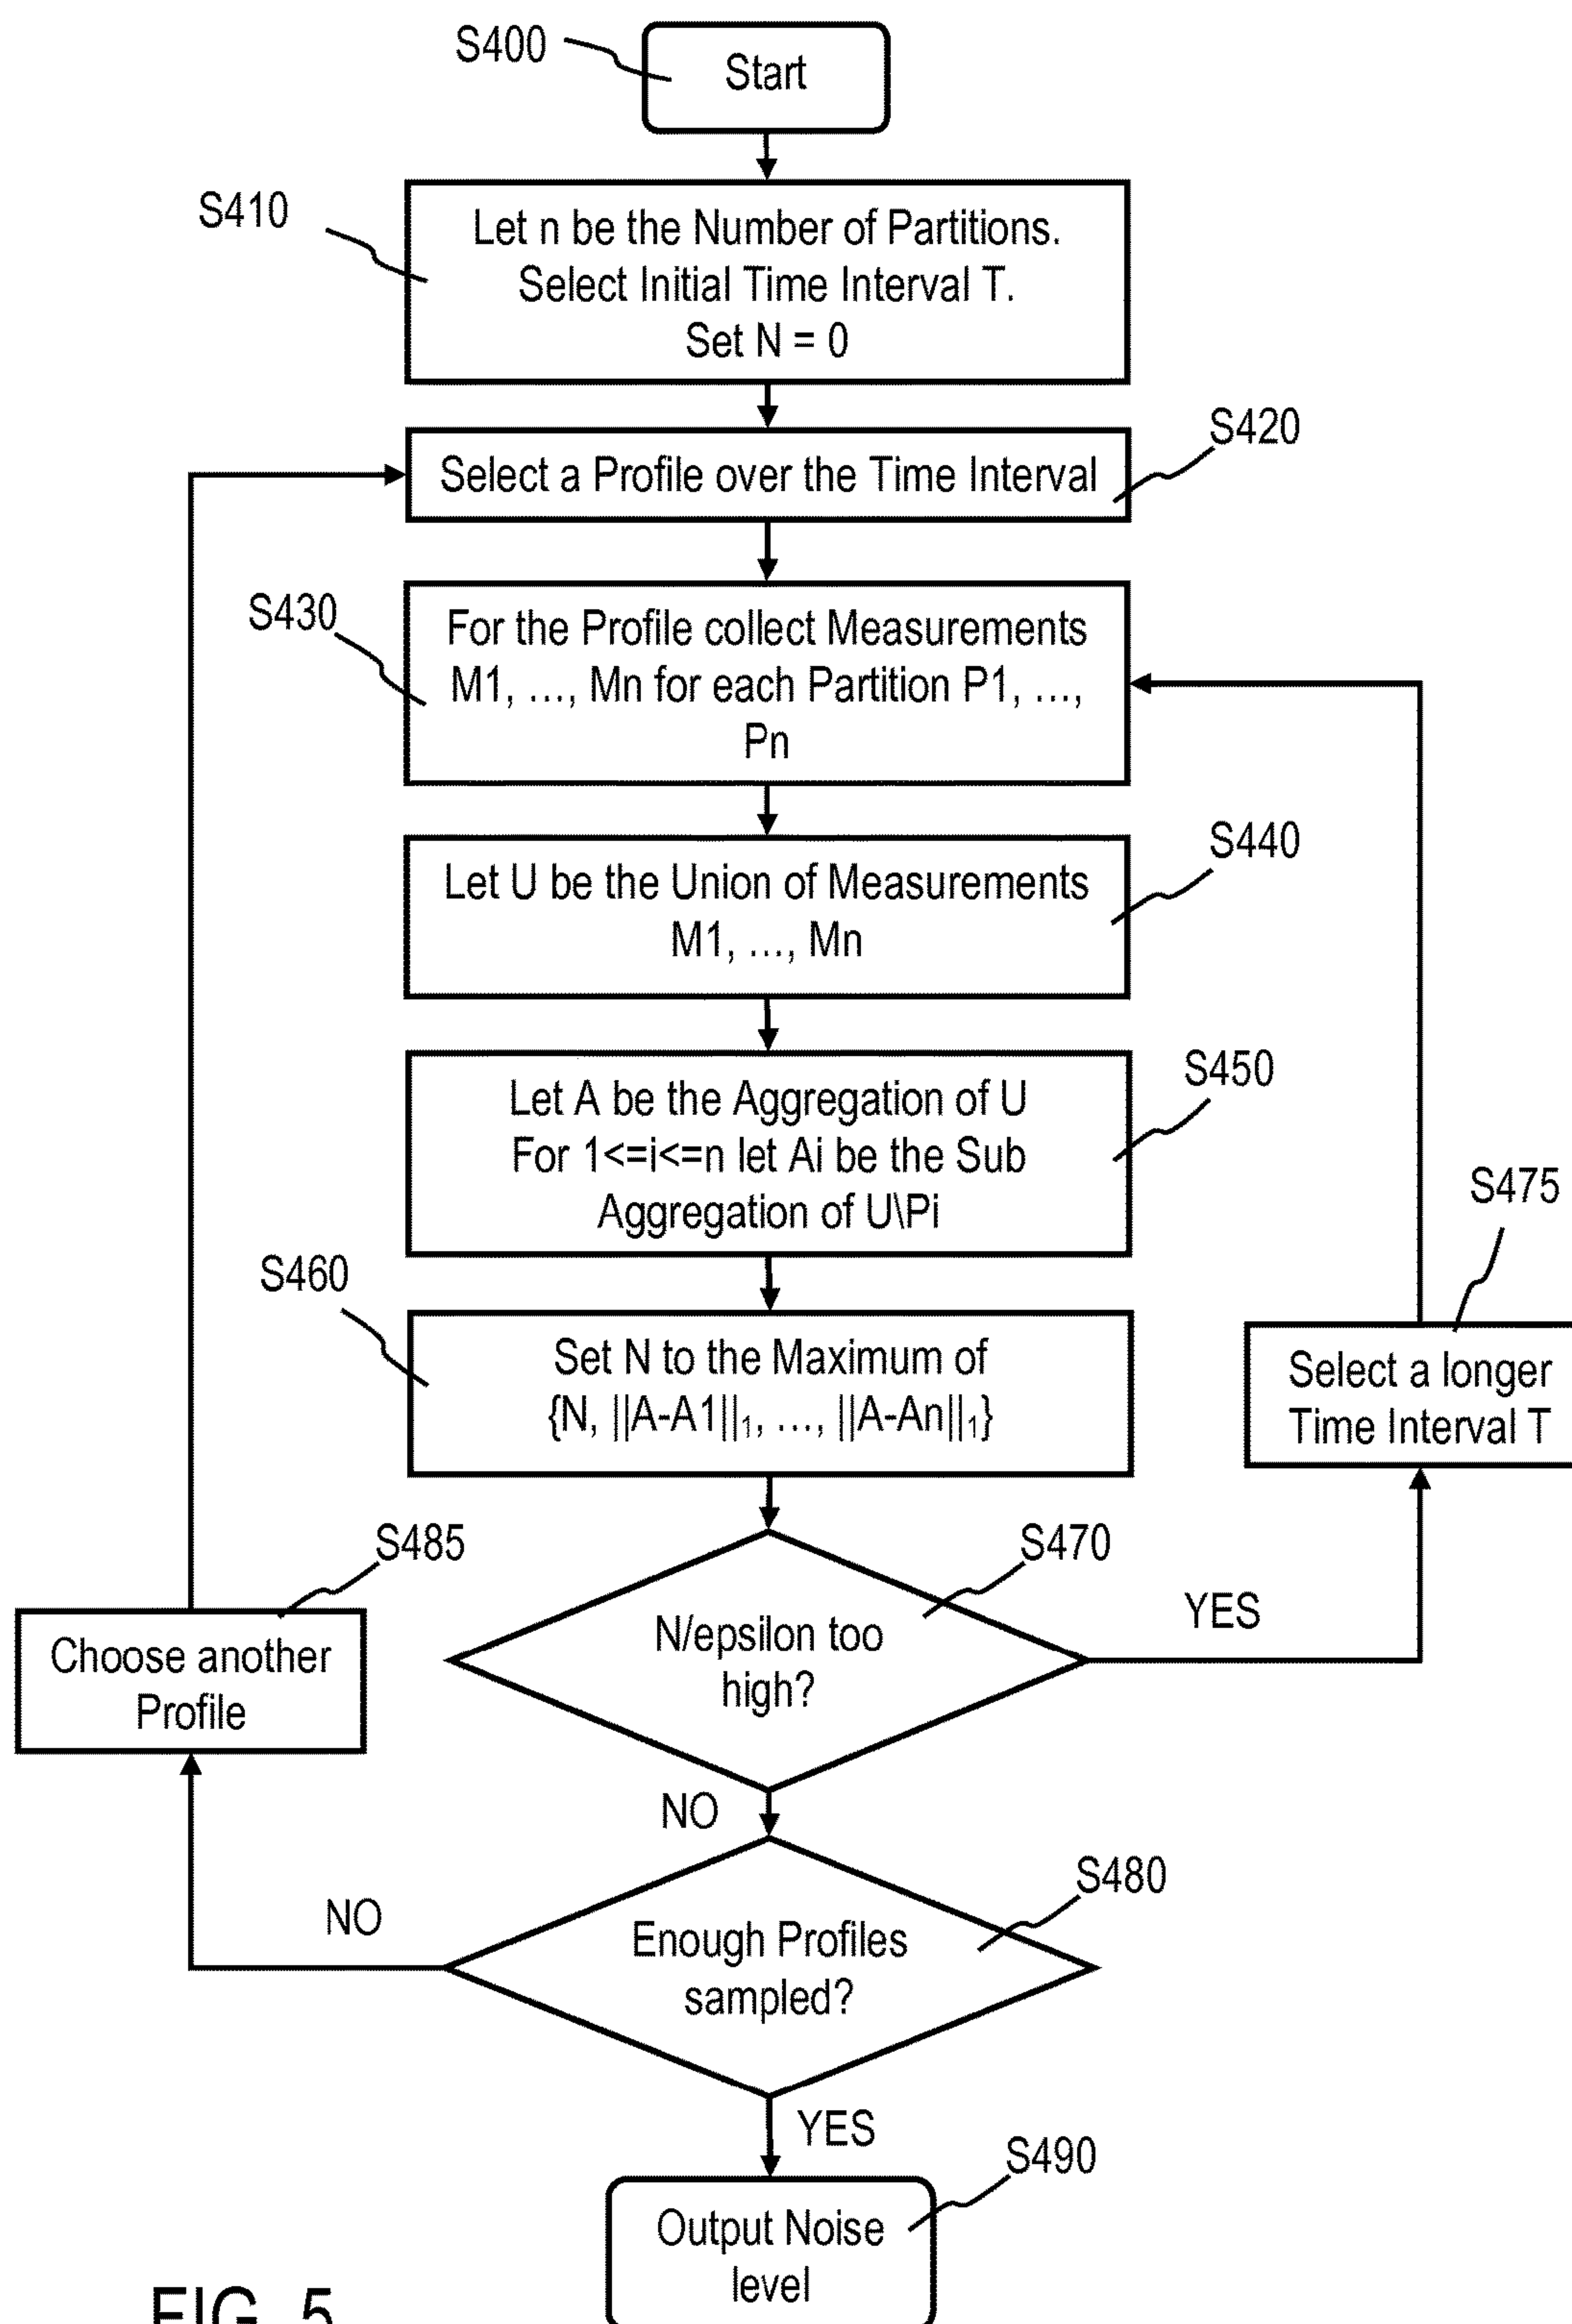 S400
Start
S410
Let n be the Number of Partitions.
Select Initial Time Interval T.
Set N = 0
S420
Select a Profile over the Time Interval
S430
For the Profile collect Measurements
M1, ..., Mn for each Partition P1, ...,
Pn
S440
Let U be the Union of Measurements
M1, ..., Mn
S450
Let A be the Aggregation of U
For 1<=i<=n let Ai be the Sub
Aggregation of U\Pi
S460
Set N to the Maximum of
{N, ||A-A1||₁, ..., ||A-An||₁}
S475
Select a longer
Time Interval T
S470
N/epsilon too
high?
YES
NO
S485
Choose another
Profile
S480
Enough Profiles
sampled?
NO
YES
S490
Output Noise
level
FIG. 5